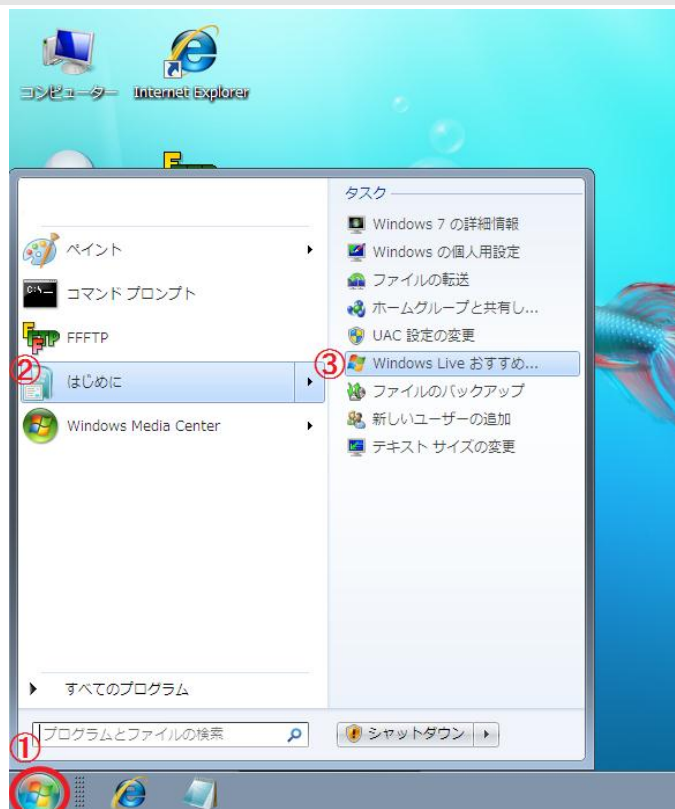 コンピューター
Internet Explorer
タスク
Windows 7 の詳細情報
ペイント
Windows の個人用設定
ファイルの転送
C:\_
コマンド プロンプト
ホームグループと共有し...
FFFTP
UAC 設定の変更
② はじめに
③ Windows Live おすすめ...
ファイルのバックアップ
Windows Media Center
新しいユーザーの追加
テキスト サイズの変更
すべてのプログラム
プログラムとファイルの検索
シャットダウン
①